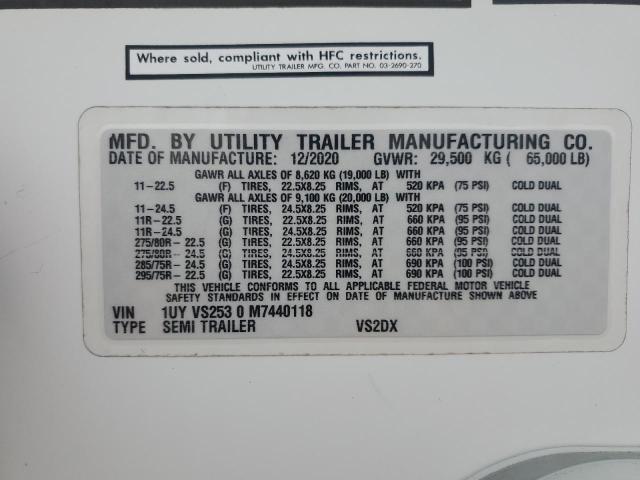 Where sold, compliant with HFC restrictions.
UTILITY TRAILER MFG. CO. PART NO. 03-2690-270
MFD. BY UTILITY TRAILER MANUFACTURING CO.
DATE OF MANUFACTURE: 12/2020 GVWR: 29,500 KG ( 65,000 LB)
GAWR ALL AXLES OF 8,620 KG (19,000 LB) WITH
11-22.5 (F) TIRES, 22.5X8.25 RIMS, AT 520 KPA (75 PSI) COLD DUAL
GAWR ALL AXLES OF 9,100 KG (20,000 LB) WITH
11-24.5 (F) TIRES, 24.5X8.25 RIMS, AT 520 KPA (75 PSI) COLD DUAL
11R-22.5 (G) TIRES, 22.5X8.25 RIMS, AT 660 KPA (95 PSI) COLD DUAL
11R-24.5 (G) TIRES, 24.5X8.25 RIMS, AT 660 KPA (95 PSI) COLD DUAL
275/80R-22.5 (G) TIRES, 22.5X8.25 RIMS, AT 660 KPA (95 PSI) COLD DUAL
275/80R-24.5 (G) TIRES, 24.5X8.25 RIMS, AT 660 KPA (95 PSI) COLD DUAL
285/75R-24.5 (G) TIRES, 24.5X8.25 RIMS, AT 690 KPA (100 PSI) COLD DUAL
295/75R-22.5 (G) TIRES, 22.5X8.25 RIMS, AT 690 KPA (100 PSI) COLD DUAL
THIS VEHICLE CONFORMS TO ALL APPLICABLE FEDERAL MOTOR VEHICLE
SAFETY STANDARDS IN EFFECT ON DATE OF MANUFACTURE SHOWN ABOVE
VIN 1UY VS253 0 M7440118
TYPE SEMI TRAILER VS2DX